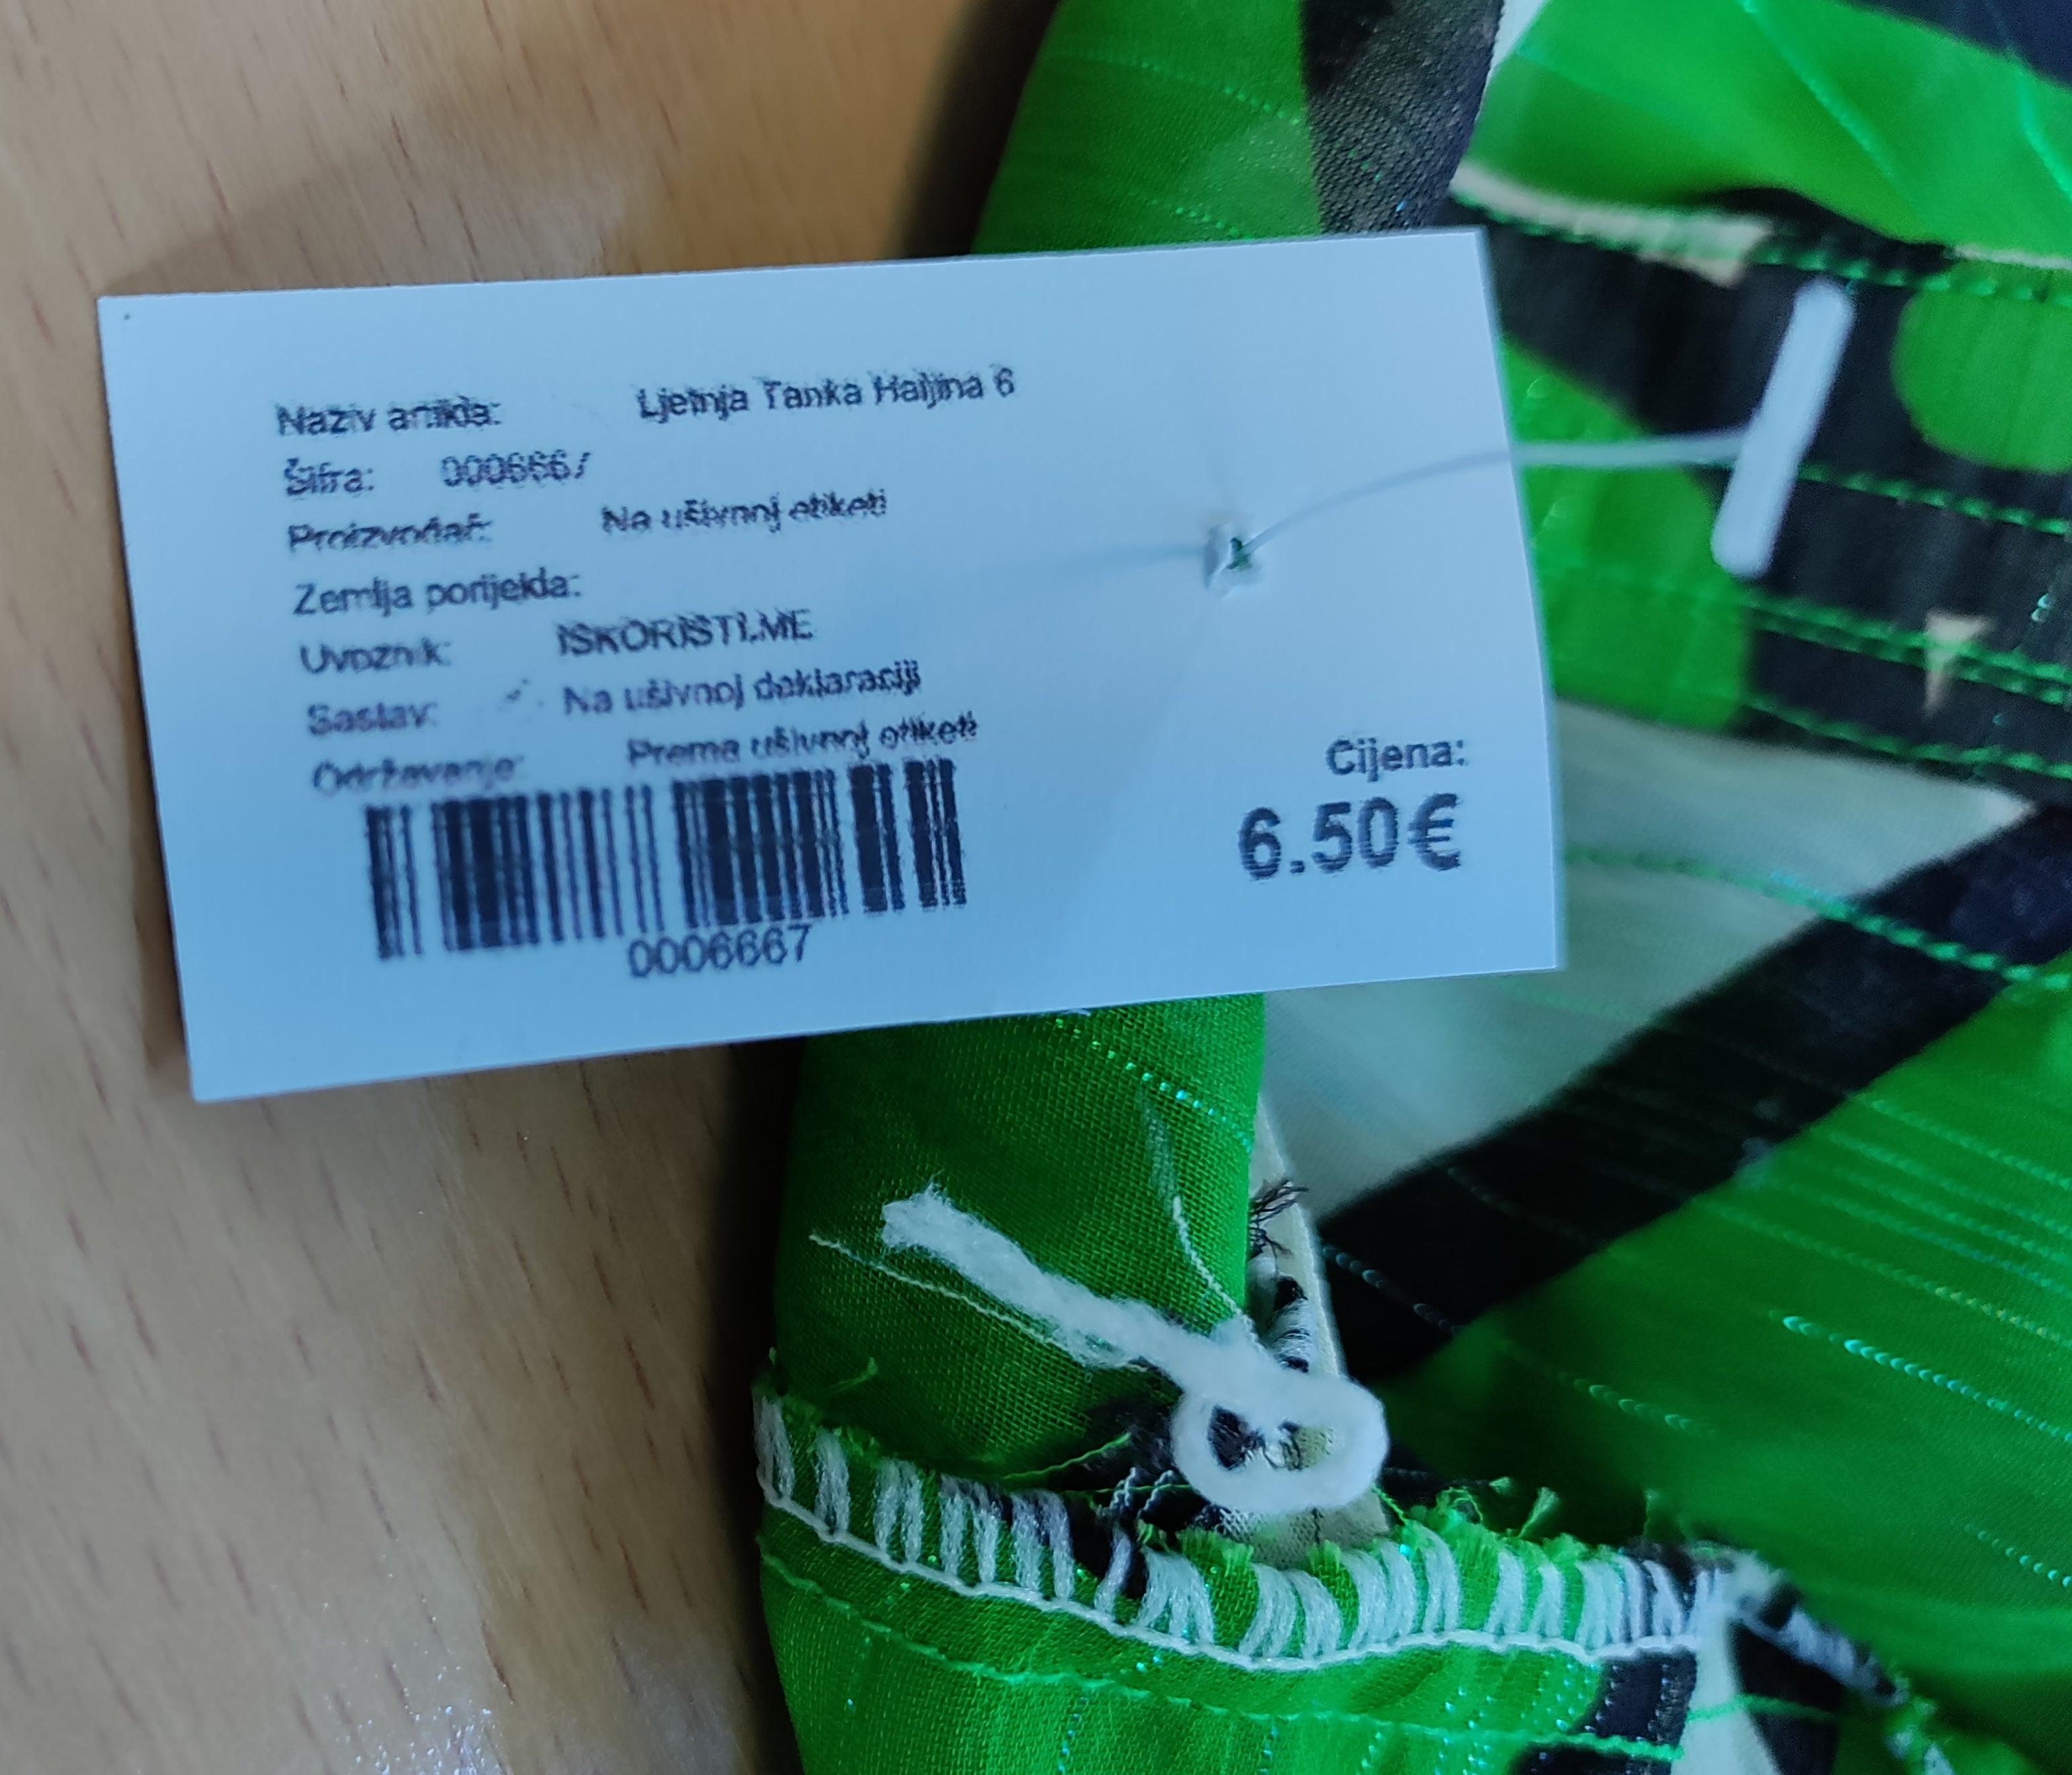 Naziv artikla: Ljetnja Tanka Haljina 6
Šifra: 0006667
Proizvođač: Na ušivnoj etiketi
Zemlja porijekla:
Uvoznik: ISKORISTI.ME
Sastav: Na ušivnoj deklaraciji
Održavanje: Prema ušivnoj etiketi
Cijena:
6.50€
0006667